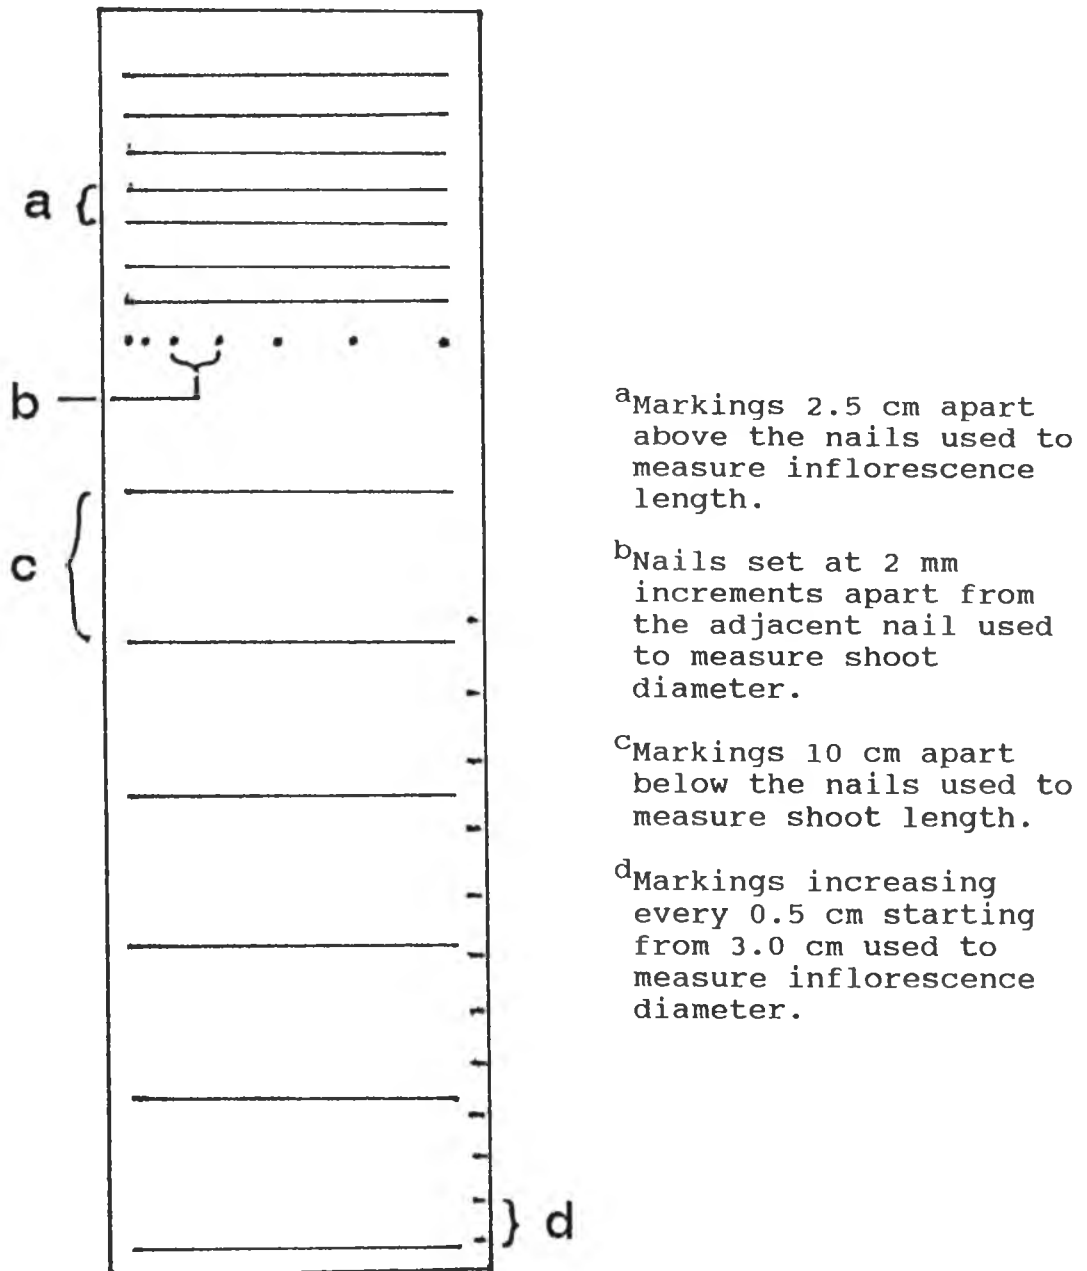 a
b
c
d
aMarkings 2.5 cm apart
above the nails used to
measure inflorescence
length.
bNails set at 2 mm
increments apart from
the adjacent nail used
to measure shoot
diameter.
cMarkings 10 cm apart
below the nails used to
measure shoot length.
dMarkings increasing
every 0.5 cm starting
from 3.0 cm used to
measure inflorescence
diameter.